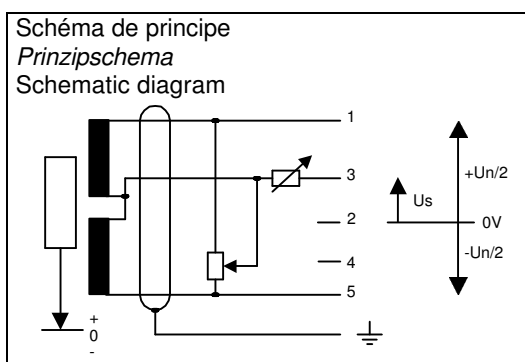 Schéma de principe
Prinzipschema
Schematic diagram
1
3
+Un/2
Us
2
0V
-Un/2
4
5
+
0
-